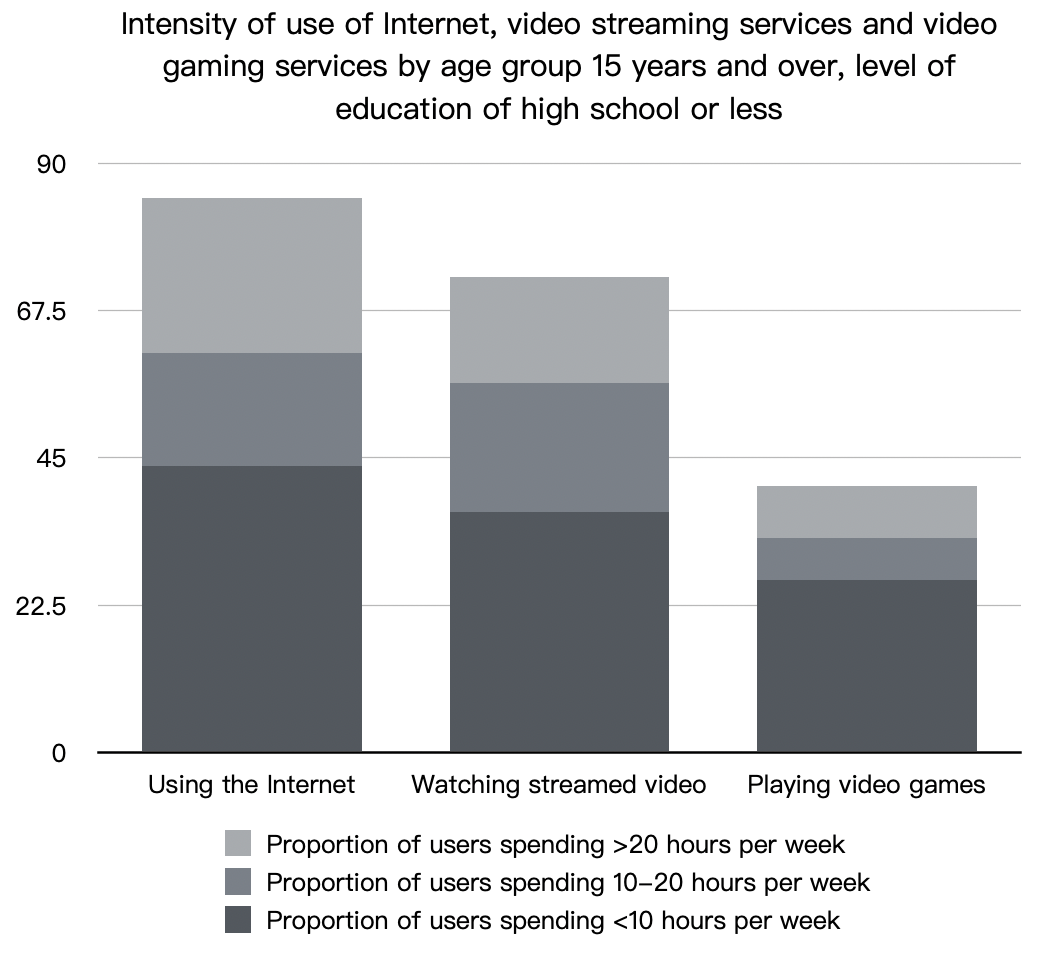 Intensity of use of Internet, video streaming services and video
gaming services by age group 15 years and over, level of
education of high school or less
90
67.5
45
22.5
0
Using the Internet
Watching streamed video
Playing video games
Proportion of users spending >20 hours per week
Proportion of users spending 10–20 hours per week
Proportion of users spending <10 hours per week